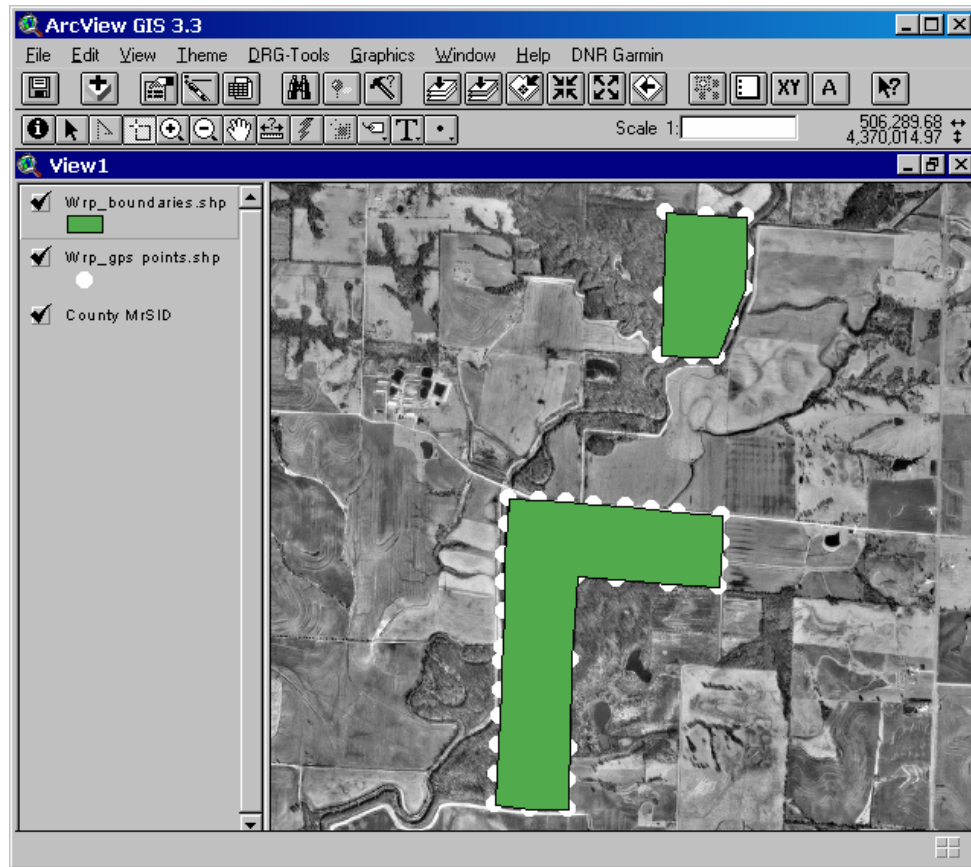 ArcView GIS 3.3
File Edit View Theme DRG-Tools Graphics Window Help DNR Garmin
XY A ?
T Scale 1: 506,289.68
4,370,014.97
View1
Wrp_boundaries.shp
Wrp_gps points.shp
County MrSID